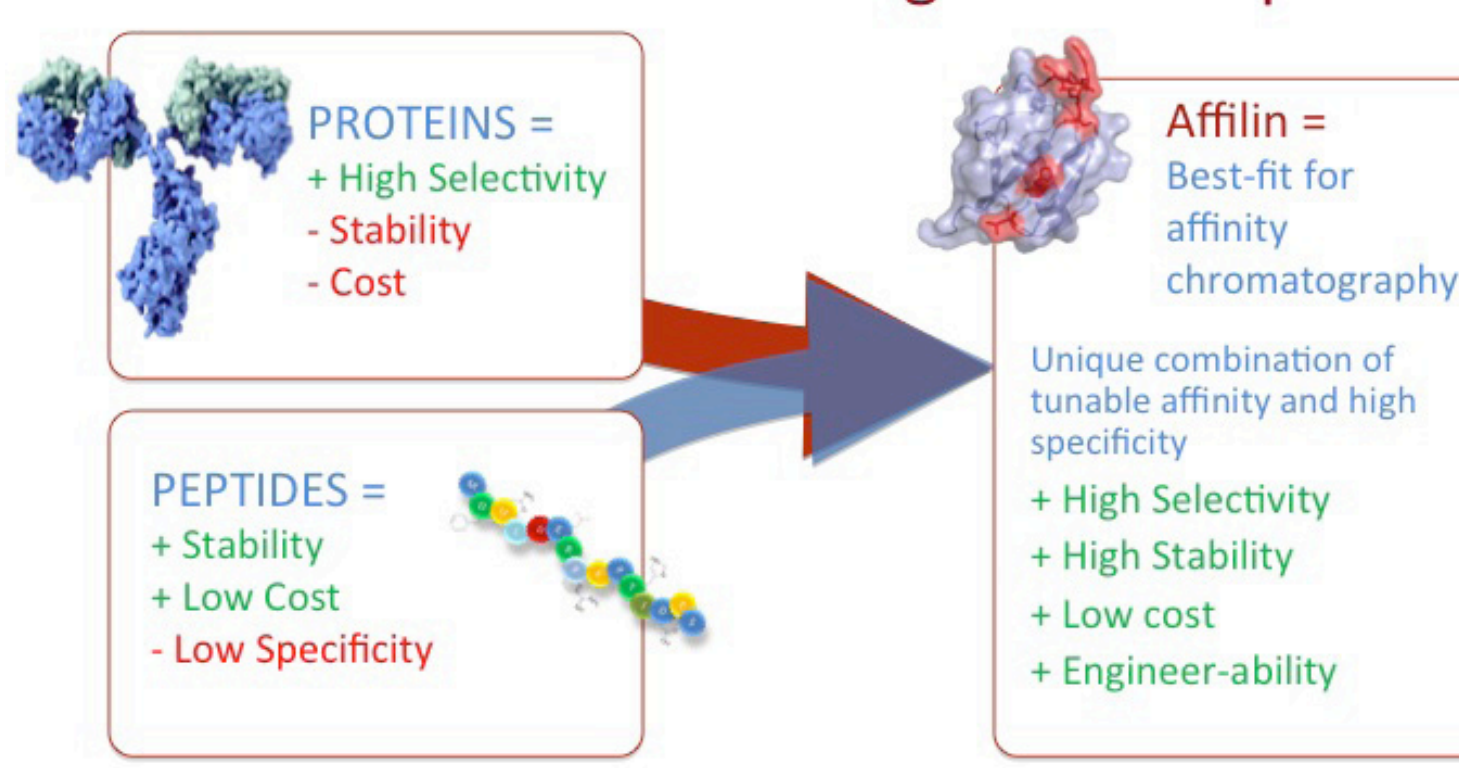 PROTEINS =
+ High Selectivity
- Stability
- Cost
PEPTIDES =
+ Stability
+ Low Cost
- Low Specificity
Affilin =
Best-fit for
affinity
chromatography
Unique combination of
tunable affinity and high
specificity
+ High Selectivity
+ High Stability
+ Low cost
+ Engineer-ability